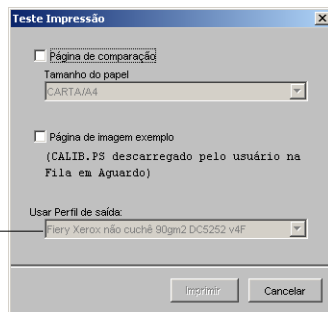 Teste Impressão
Página de comparação
Tamanho do papel
CARTA/A4
Página de imagem exemplo
(CALIB.PS descarregado pelo usuário na
Fila em Aguardo)
Usar Perfil de saída:
Fiery Xerox não cuchê 90gm2 DC5252 v4F
Imprimir
Cancelar